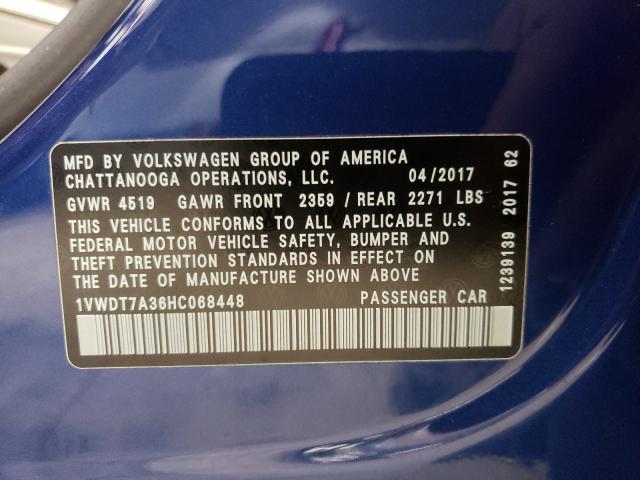 MFD BY VOLKSWAGEN GROUP OF AMERICA
CHATTANOOGA OPERATIONS, LLC. 04/2017
GVWR 4519 GAWR FRONT 2359 / REAR 2271 LBS
THIS VEHICLE CONFORMS TO ALL APPLICABLE U.S.
FEDERAL MOTOR VEHICLE SAFETY, BUMPER AND
THEFT PREVENTION STANDARDS IN EFFECT ON
THE DATE OF MANUFACTURE SHOWN ABOVE
1VWDT7A36HC068448 PASSENGER CAR
1239139 2017 62